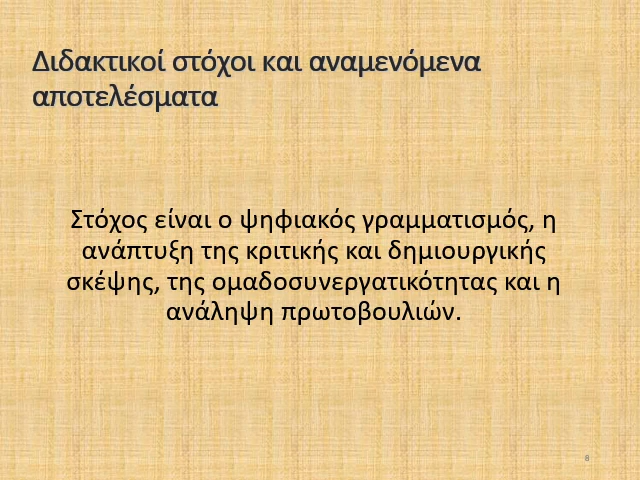 Διδακτικοί στόχοι και αναμενόμενα
αποτελέσματα
Στόχος είναι ο ψηφιακός γραμματισμός, η
ανάπτυξη της κριτικής και δημιουργικής
σκέψης, της ομαδοσυνεργατικότητας και η
ανάληψη πρωτοβουλιών.
8